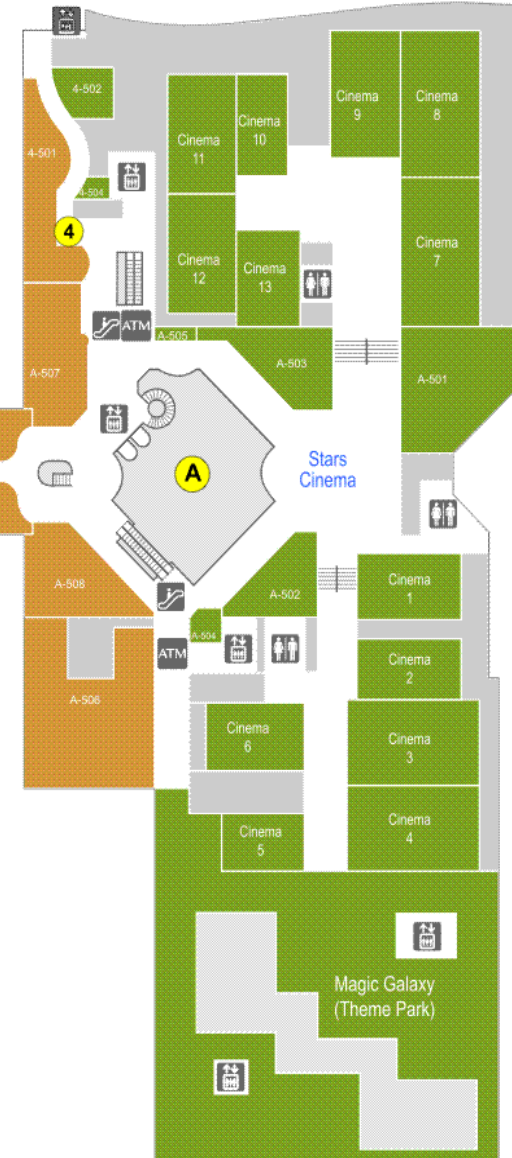 4-502
Cinema
9
Cinema
8
Cinema
10
Cinema
11
4-501
4-504
4
Cinema
7
Cinema
12
Cinema
13
ATM
A-505
A-503
A-507
A-501
A
Stars
Cinema
A-508
A-502
Cinema
1
A-504
ATM
Cinema
2
A-506
Cinema
6
Cinema
3
Cinema
5
Cinema
4
Magic Galaxy
(Theme Park)